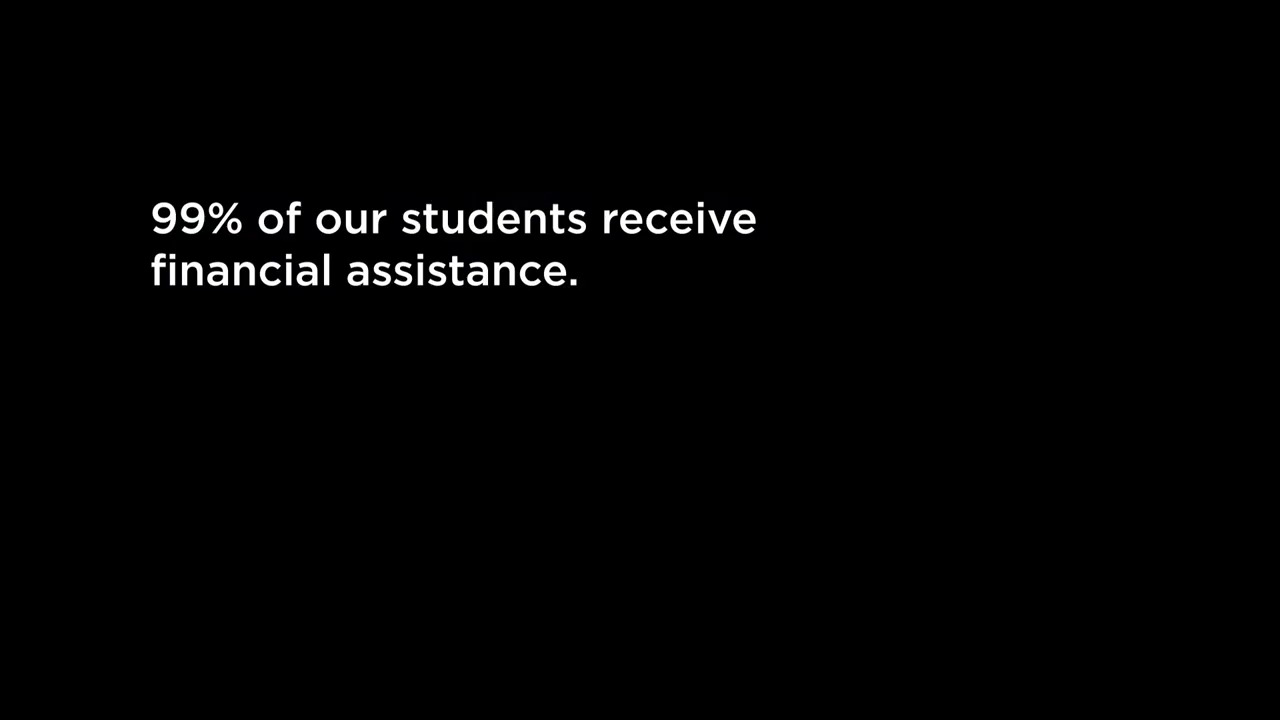 99% of our students receive
financial assistance.